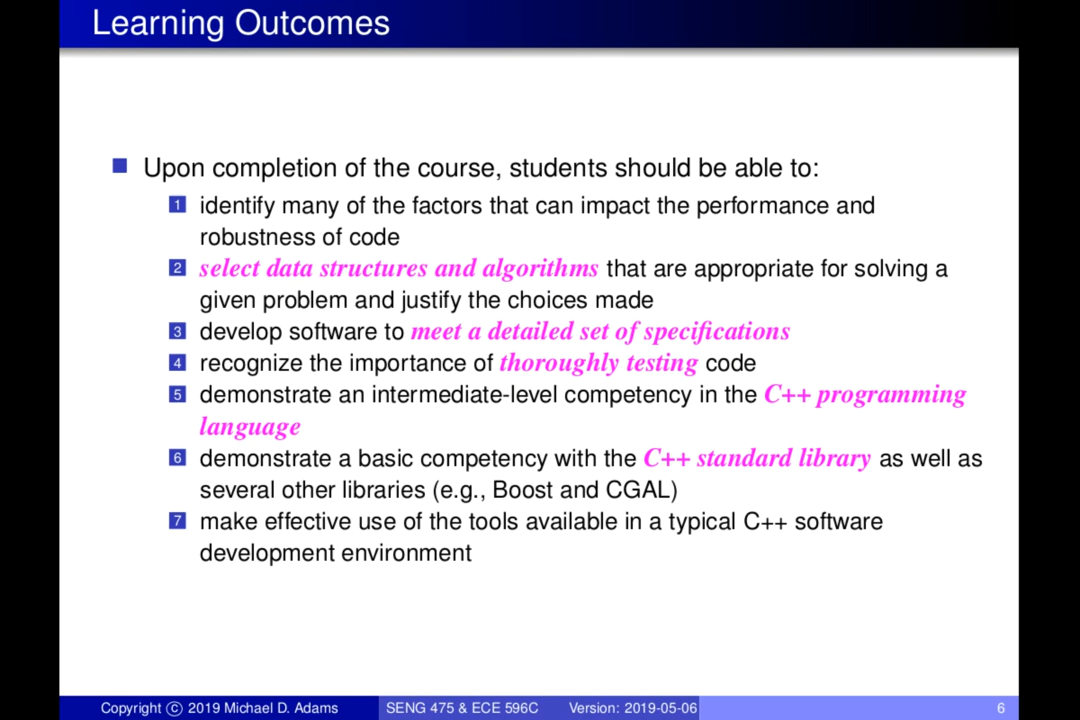 Learning Outcomes
Upon completion of the course, students should be able to:
1 identify many of the factors that can impact the performance and
robustness of code
2 select data structures and algorithms that are appropriate for solving a
given problem and justify the choices made
3 develop software to meet a detailed set of specifications
4 recognize the importance of thoroughly testing code
5 demonstrate an intermediate-level competency in the C++ programming
language
6 demonstrate a basic competency with the C++ standard library as well as
several other libraries (e.g., Boost and CGAL)
7 make effective use of the tools available in a typical C++ software
development environment
Copyright © 2019 Michael D. Adams SENG 475 & ECE 596C Version: 2019-05-06 6